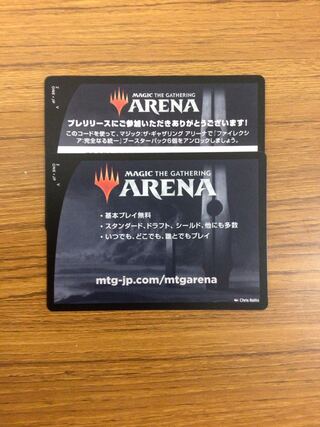 MAGIC THE GATHERING
ARENA
プレリリースにご参加いただきありがとうございます!
このコードを使って、マジック:ザ・ギャザリング アリーナで「ファイレクシ
ア:完全なる統一」ブースターパック6個をアンロックしましょう。
MAGIC THE GATHERING
ARENA
・基本プレイ無料
・スタンダード、ドラフト、シールド、他にも多数
・いつでも、どこでも、誰とでもプレイ
mtg-jp.com/mtgarena
Chris Rallis